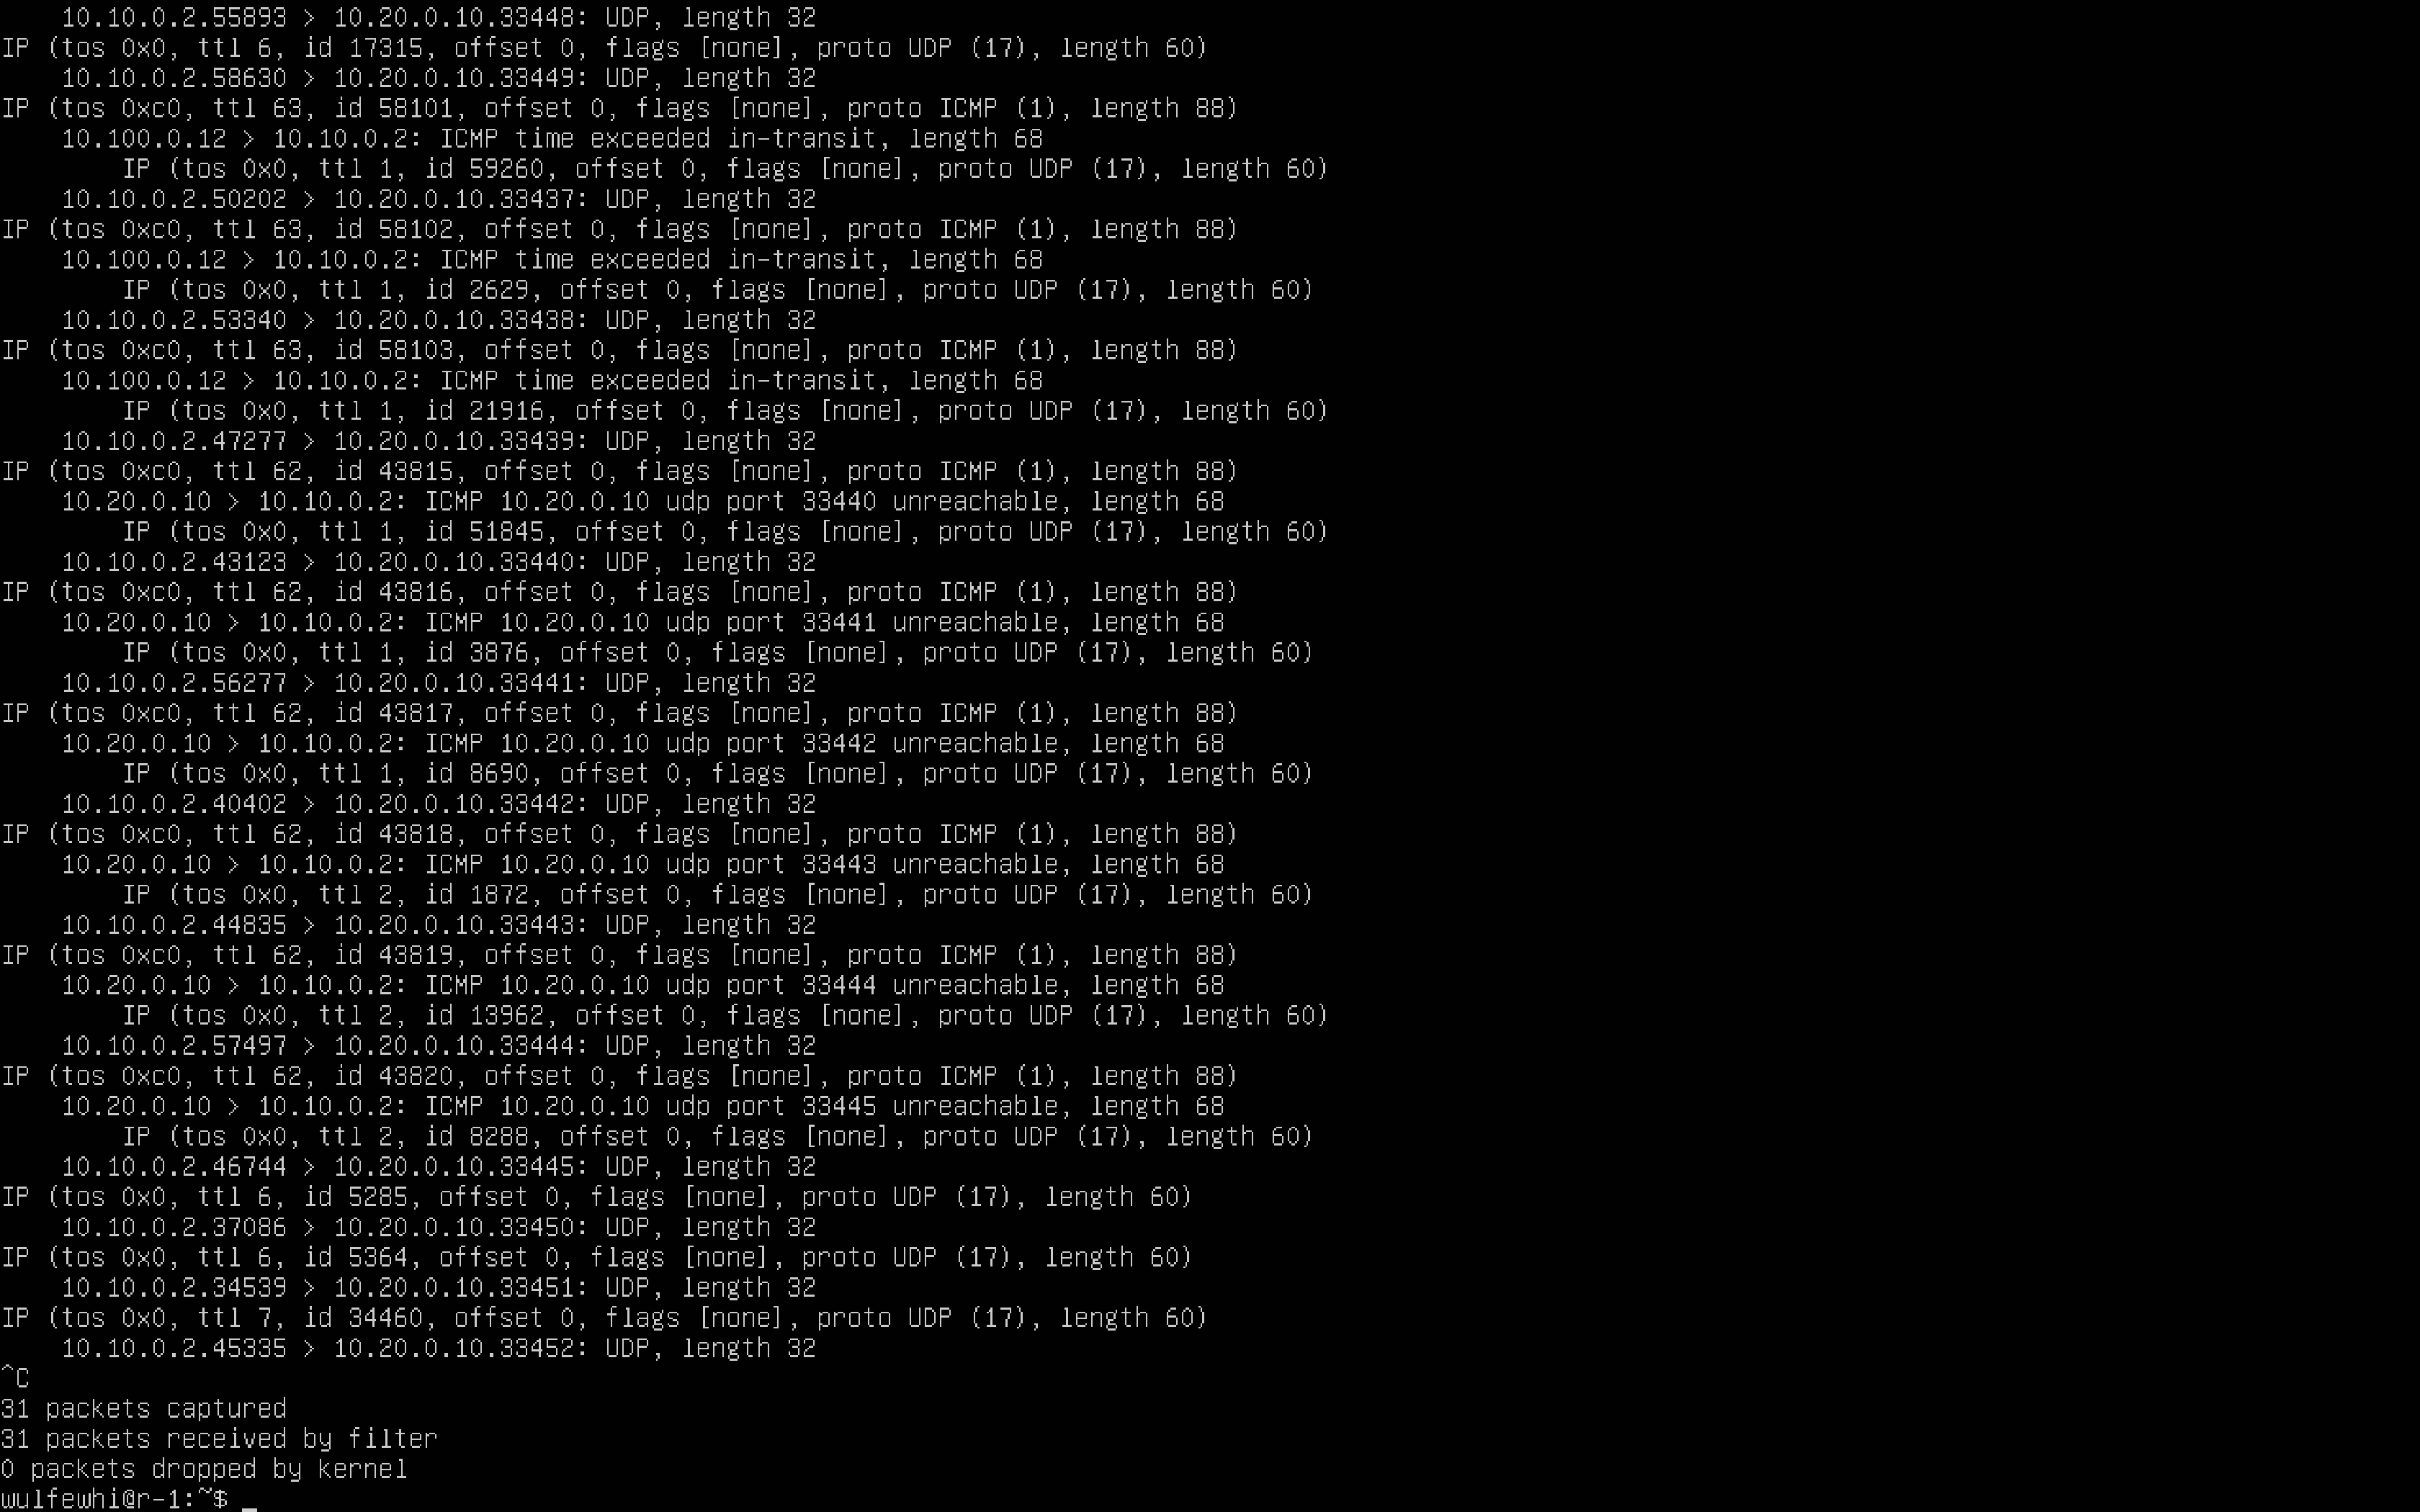 10.10.0.2.55893 > 10.20.0.10.33448: UDP, length 32
IP (tos 0x0, ttl 6, id 17315, offset 0, flags [none], proto UDP (17), length 60)
    10.10.0.2.58630 > 10.20.0.10.33449: UDP, length 32
IP (tos 0xc0, ttl 63, id 58101, offset 0, flags [none], proto ICMP (1), length 88)
    10.100.0.12 > 10.10.0.2: ICMP time exceeded in-transit, length 68
        IP (tos 0x0, ttl 1, id 59260, offset 0, flags [none], proto UDP (17), length 60)
    10.10.0.2.50202 > 10.20.0.10.33437: UDP, length 32
IP (tos 0xc0, ttl 63, id 58102, offset 0, flags [none], proto ICMP (1), length 88)
    10.100.0.12 > 10.10.0.2: ICMP time exceeded in-transit, length 68
        IP (tos 0x0, ttl 1, id 2629, offset 0, flags [none], proto UDP (17), length 60)
    10.10.0.2.53340 > 10.20.0.10.33438: UDP, length 32
IP (tos 0xc0, ttl 63, id 58103, offset 0, flags [none], proto ICMP (1), length 88)
    10.100.0.12 > 10.10.0.2: ICMP time exceeded in-transit, length 68
        IP (tos 0x0, ttl 1, id 21916, offset 0, flags [none], proto UDP (17), length 60)
    10.10.0.2.47277 > 10.20.0.10.33439: UDP, length 32
IP (tos 0xc0, ttl 62, id 43815, offset 0, flags [none], proto ICMP (1), length 88)
    10.20.0.10 > 10.10.0.2: ICMP 10.20.0.10 udp port 33440 unreachable, length 68
        IP (tos 0x0, ttl 1, id 51845, offset 0, flags [none], proto UDP (17), length 60)
    10.10.0.2.43123 > 10.20.0.10.33440: UDP, length 32
IP (tos 0xc0, ttl 62, id 43816, offset 0, flags [none], proto ICMP (1), length 88)
    10.20.0.10 > 10.10.0.2: ICMP 10.20.0.10 udp port 33441 unreachable, length 68
        IP (tos 0x0, ttl 1, id 3876, offset 0, flags [none], proto UDP (17), length 60)
    10.10.0.2.56277 > 10.20.0.10.33441: UDP, length 32
IP (tos 0xc0, ttl 62, id 43817, offset 0, flags [none], proto ICMP (1), length 88)
    10.20.0.10 > 10.10.0.2: ICMP 10.20.0.10 udp port 33442 unreachable, length 68
        IP (tos 0x0, ttl 1, id 8690, offset 0, flags [none], proto UDP (17), length 60)
    10.10.0.2.40402 > 10.20.0.10.33442: UDP, length 32
IP (tos 0xc0, ttl 62, id 43818, offset 0, flags [none], proto ICMP (1), length 88)
    10.20.0.10 > 10.10.0.2: ICMP 10.20.0.10 udp port 33443 unreachable, length 68
        IP (tos 0x0, ttl 2, id 1872, offset 0, flags [none], proto UDP (17), length 60)
    10.10.0.2.44835 > 10.20.0.10.33443: UDP, length 32
IP (tos 0xc0, ttl 62, id 43819, offset 0, flags [none], proto ICMP (1), length 88)
    10.20.0.10 > 10.10.0.2: ICMP 10.20.0.10 udp port 33444 unreachable, length 68
        IP (tos 0x0, ttl 2, id 13962, offset 0, flags [none], proto UDP (17), length 60)
    10.10.0.2.57497 > 10.20.0.10.33444: UDP, length 32
IP (tos 0xc0, ttl 62, id 43820, offset 0, flags [none], proto ICMP (1), length 88)
    10.20.0.10 > 10.10.0.2: ICMP 10.20.0.10 udp port 33445 unreachable, length 68
        IP (tos 0x0, ttl 2, id 8288, offset 0, flags [none], proto UDP (17), length 60)
    10.10.0.2.46744 > 10.20.0.10.33445: UDP, length 32
IP (tos 0x0, ttl 6, id 5285, offset 0, flags [none], proto UDP (17), length 60)
    10.10.0.2.37086 > 10.20.0.10.33450: UDP, length 32
IP (tos 0x0, ttl 6, id 5364, offset 0, flags [none], proto UDP (17), length 60)
    10.10.0.2.34539 > 10.20.0.10.33451: UDP, length 32
IP (tos 0x0, ttl 7, id 34460, offset 0, flags [none], proto UDP (17), length 60)
    10.10.0.2.45335 > 10.20.0.10.33452: UDP, length 32
^C
31 packets captured
31 packets received by filter
0 packets dropped by kernel
wulfewhi@r-1:~$ _